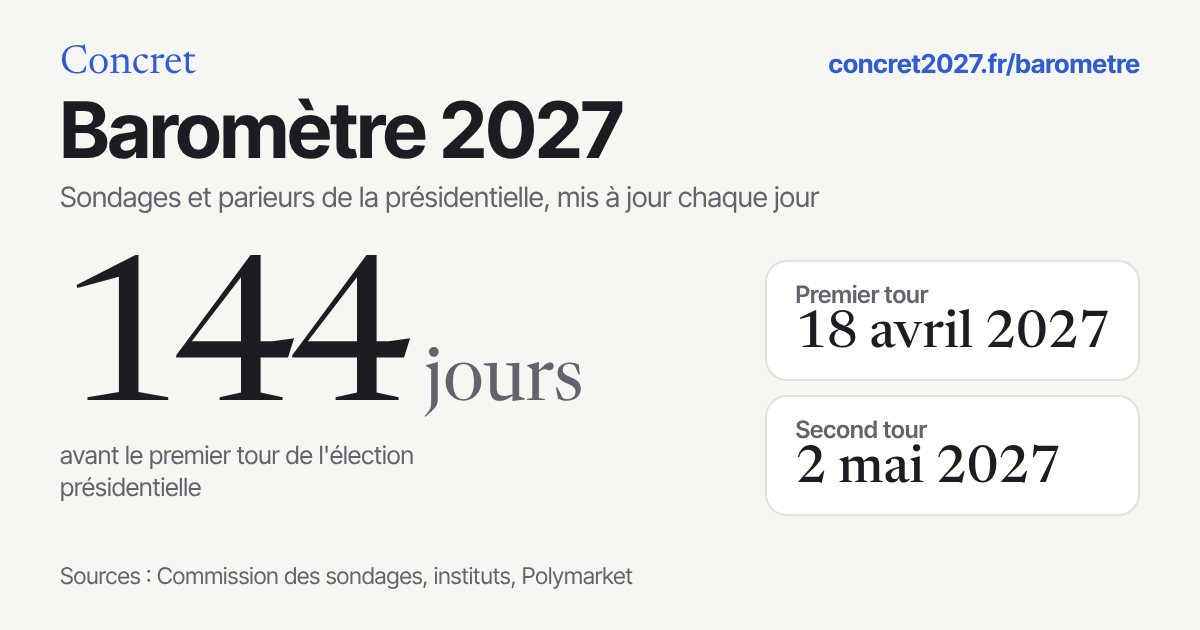 Concret
concret2027.fr/barometre
Baromètre 2027
Sondages et parieurs de la présidentielle, mis à jour chaque jour
144 jours
avant le premier tour de l'élection
présidentielle
Premier tour
18 avril 2027
Second tour
2 mai 2027
Sources : Commission des sondages, instituts, Polymarket